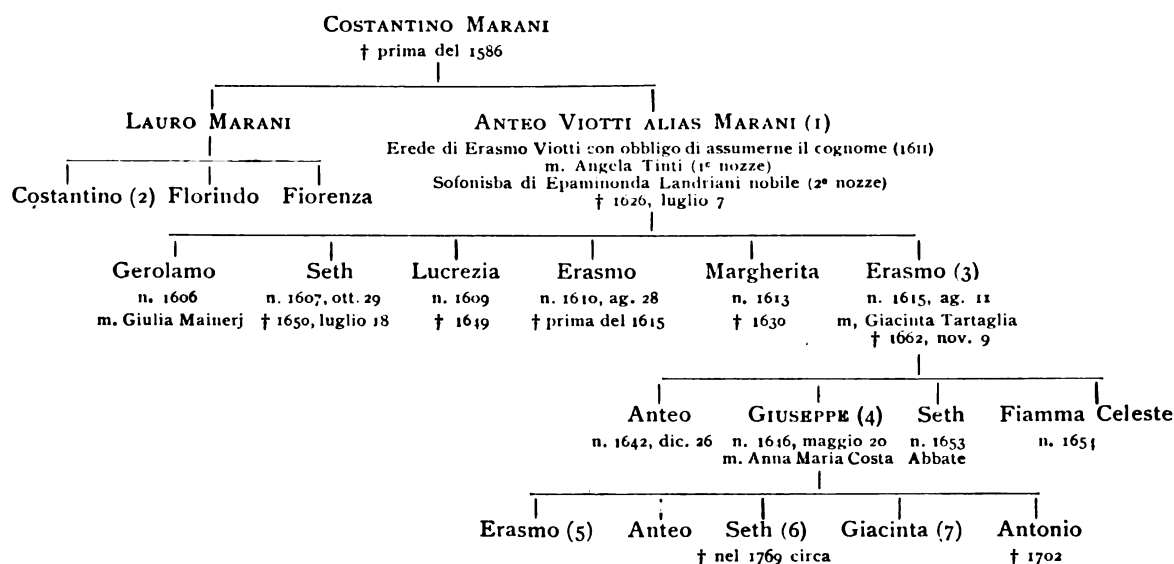 COSTANTINO MARANI
† prima del 1586
LAURO MARANI ANTEO VIOTTI ALIAS MARANI (1)
Erede di Erasmo Viotti con obbligo di assumerne il cognome (1611)
m. Angela Tinti (1e nozze)
Sofonisba di Epaminonda Landriani nobile (2e nozze)
† 1626, luglio 7
Costantino (2) Florindo Fiorenza
Gerolamo Seth Lucrezia Erasmo Margherita Erasmo (3)
n. 1606 n. 1607, ott. 29 n. 1609 n. 1610, ag. 28 n. 1613 n. 1615, ag. 11
m. Giulia Mainerj † 1650, luglio 18 † 1649 † prima del 1615 † 1630 m, Giacinta Tartaglia
† 1662, nov. 9
Anteo GIUSEPPE (4) Seth Fiamma Celeste
n. 1642, dic. 26 n. 1646, maggio 20 n. 1653 n. 1654
m. Anna Maria Costa Abbate
Erasmo (5) Anteo Seth (6) Giacinta (7) Antonio
† nel 1769 circa † 1702